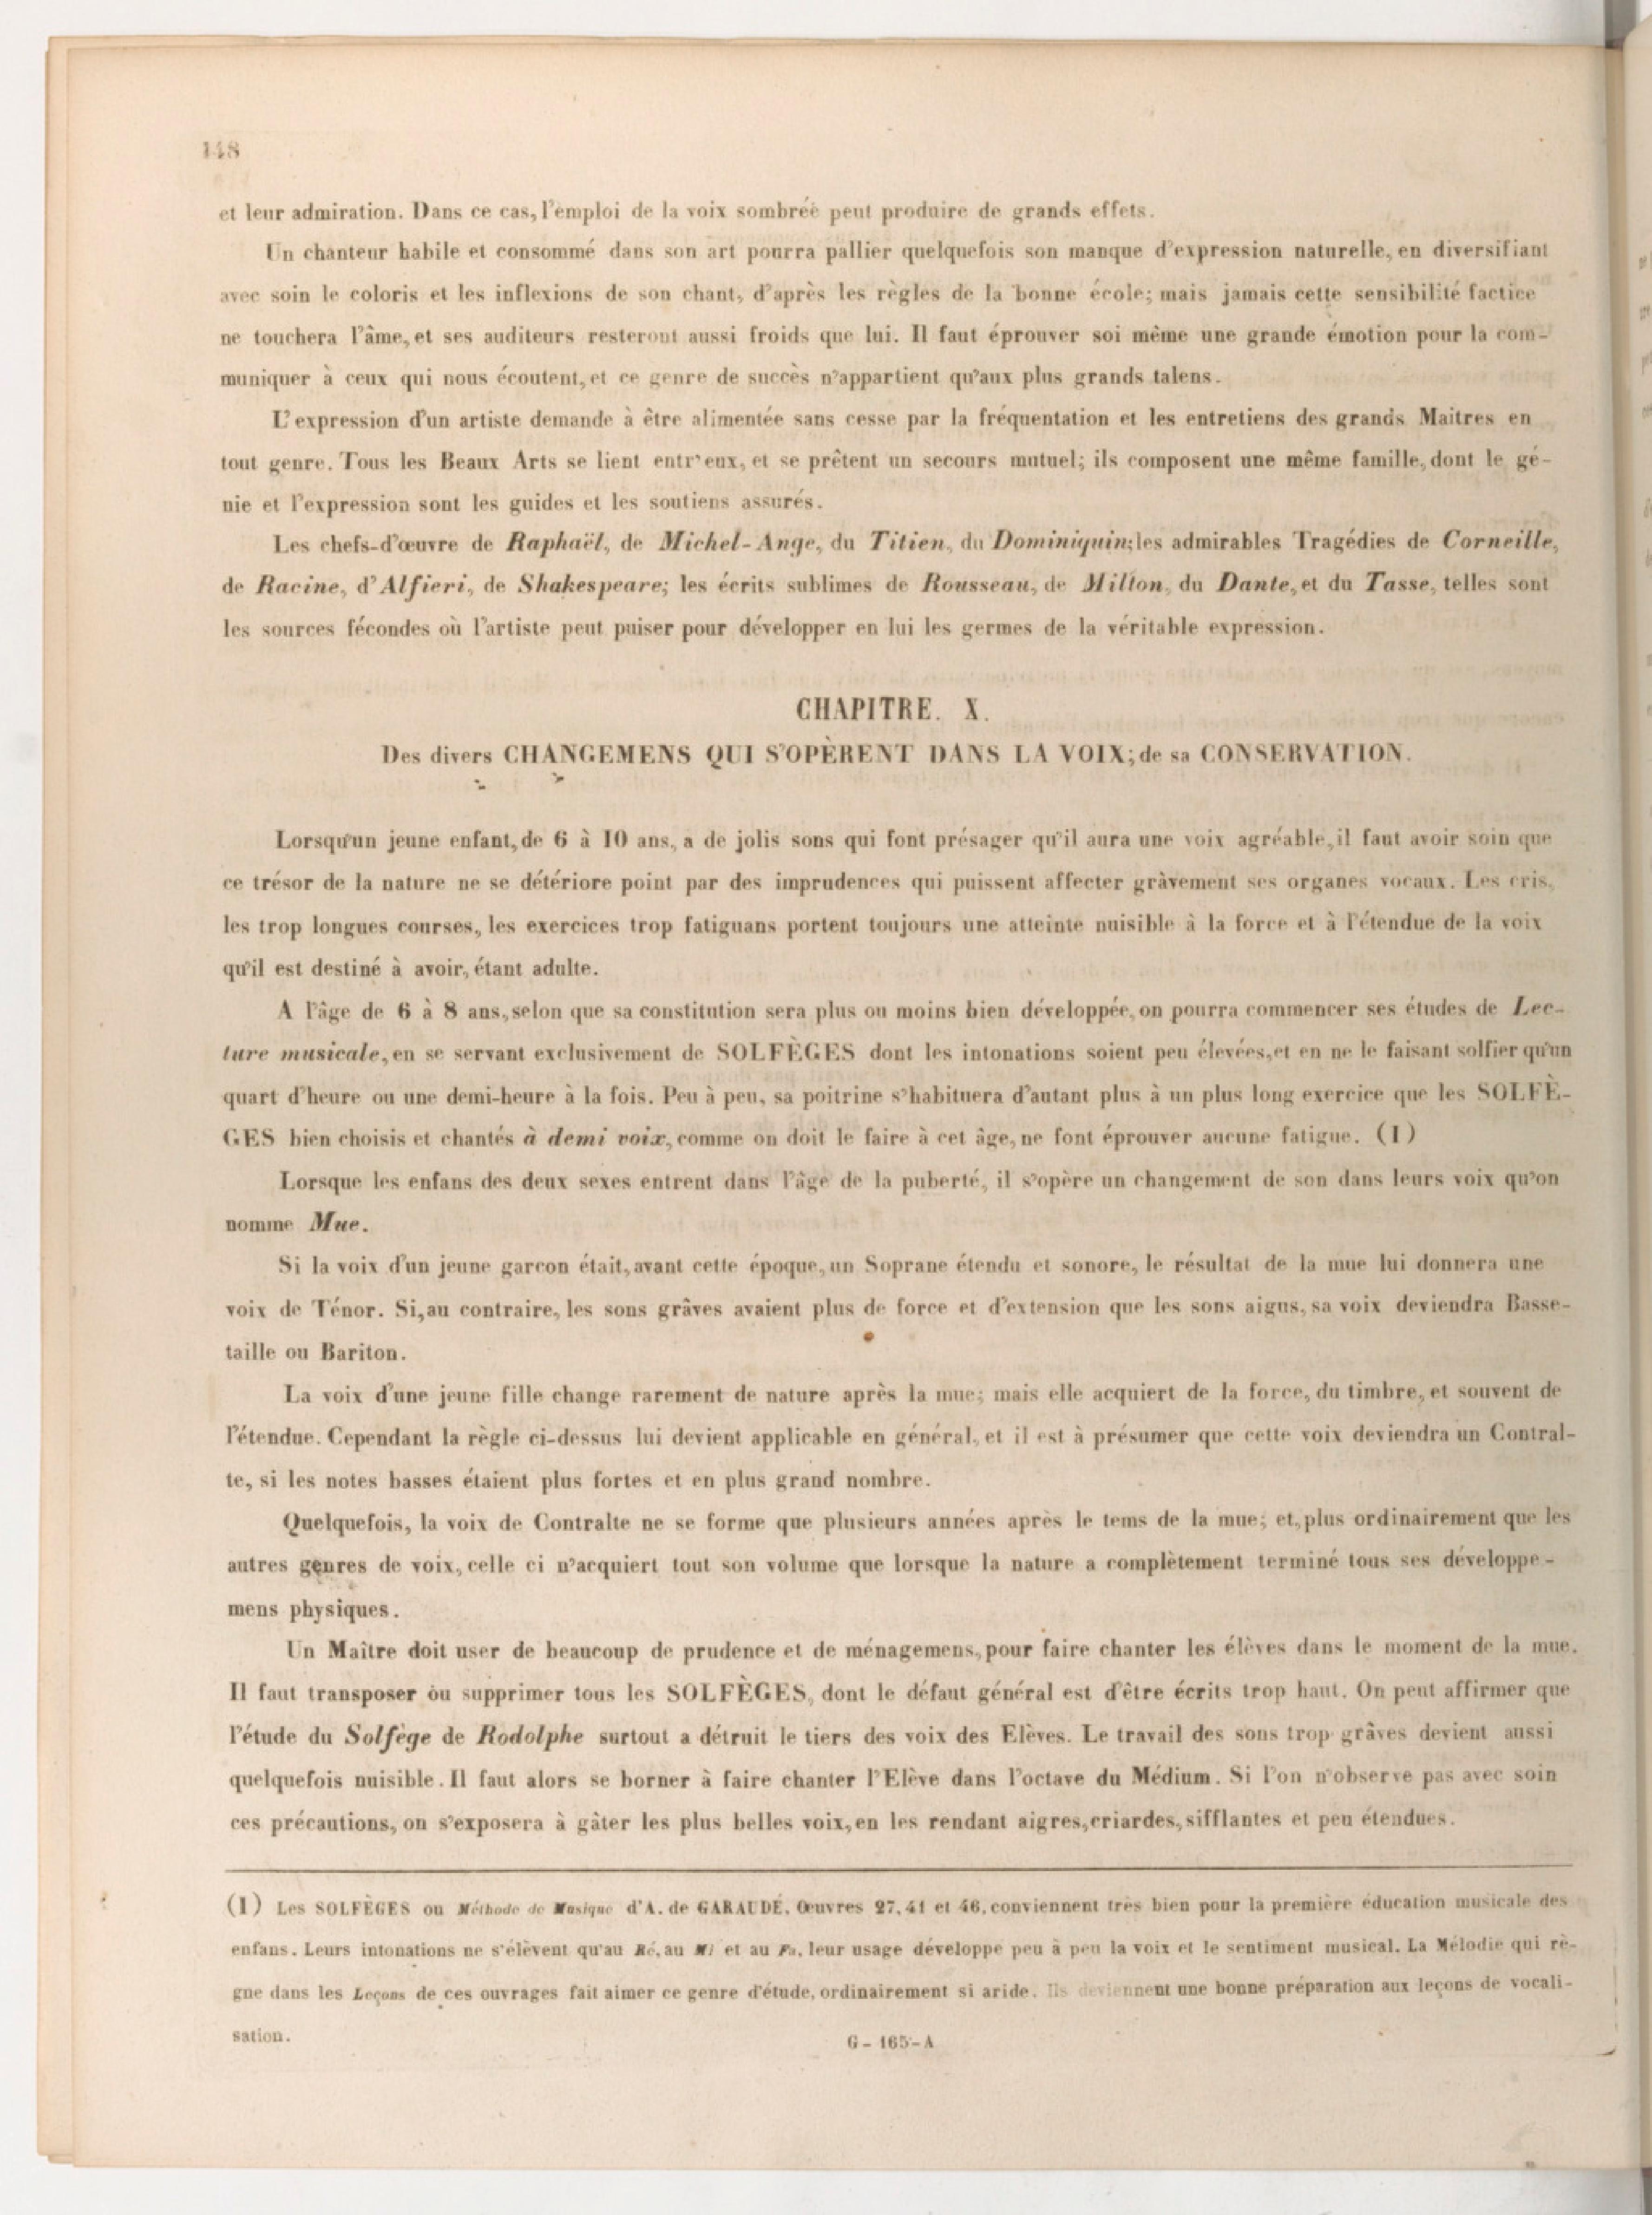 148
et leur admiration. Dans ce cas, l'emploi de la voix sombrée peut produire de grands effets.
Un chanteur habile et consommé dans son art pourra pallier quelquefois son manque d'expression naturelle, en diversifiant
avec soin le coloris et les inflexions de son chant, d'après les règles de la bonne école; mais jamais cette sensibilité factice
ne touchera l'âme, et ses auditeurs resteront aussi froids que lui. Il faut éprouver soi même une grande émotion pour la com-
muniquer à ceux qui nous écoutent, et ce genre de succès n'appartient qu'aux plus grands talens.
L'expression d'un artiste demande à être alimentée sans cesse par la fréquentation et les entretiens des grands Maitres en
tout genre. Tous les Beaux Arts se lient entr'eux, et se prêtent un secours mutuel; ils composent une même famille, dont le gé-
nie et l'expression sont les guides et les soutiens assurés.
Les chefs-d'œuvre de Raphaël, de Michel-Ange, du Titien, du Dominiquin; les admirables Tragédies de Corneille,
de Racine, d'Alfieri, de Shakespeare; les écrits sublimes de Rousseau, de Milton, du Dante, et du Tasse, telles sont
les sources fécondes où l'artiste peut puiser pour développer en lui les germes de la véritable expression.
CHAPITRE. X.
Des divers CHANGEMENS QUI S'OPÈRENT DANS LA VOIX; de sa CONSERVATION.
Lorsqu'un jeune enfant, de 6 à 10 ans, a de jolis sons qui font présager qu'il aura une voix agréable, il faut avoir soin que
ce trésor de la nature ne se détériore point par des imprudences qui puissent affecter gràvement ses organes vocaux. Les cris,
les trop longues courses, les exercices trop fatiguans portent toujours une atteinte nuisible à la force et à l'étendue de la voix
qu'il est destiné à avoir, étant adulte.
A l'âge de 6 à 8 ans, selon que sa constitution sera plus ou moins bien développée, on pourra commencer ses études de Lec-
ture musicale, en se servant exclusivement de SOLFÈGES dont les intonations soient peu élevées, et en ne le faisant solfier qu'un
quart d'heure ou une demi-heure à la fois. Peu à peu, sa poitrine s'habituera d'autant plus à un plus long exercice que les SOLFÈ-
GES bien choisis et chantés à demi voix, comme on doit le faire à cet âge, ne font éprouver aucune fatigue. (1)
Lorsque les enfans des deux sexes entrent dans l'âge de la puberté, il s'opère un changement de son dans leurs voix qu'on
nomme Mue.
Si la voix d'un jeune garcon était, avant cette époque, un Soprane étendu et sonore, le résultat de la mue lui donnera une
voix de Ténor. Si, au contraire, les sons grâves avaient plus de force et d'extension que les sons aigus, sa voix deviendra Basse-
taille ou Bariton.
La voix d'une jeune fille change rarement de nature après la mue; mais elle acquiert de la force, du timbre, et souvent de
l'étendue. Cependant la règle ci-dessus lui devient applicable en général, et il est à présumer que cette voix deviendra un Contral-
te, si les notes basses étaient plus fortes et en plus grand nombre.
Quelquefois, la voix de Contralte ne se forme que plusieurs années après le tems de la mue; et, plus ordinairement que les
autres genres de voix, celle ci n'acquiert tout son volume que lorsque la nature a complètement terminé tous ses développe-
mens physiques.
Un Maître doit user de beaucoup de prudence et de ménagemens, pour faire chanter les élèves dans le moment de la mue.
Il faut transposer ou supprimer tous les SOLFÈGES, dont le défaut général est d'être écrits trop haut. On peut affirmer que
l'étude du Solfège de Rodolphe surtout a détruit le tiers des voix des Elèves. Le travail des sons trop grâves devient aussi
quelquefois nuisible. Il faut alors se borner à faire chanter l'Elève dans l'octave du Médium. Si l'on n'observe pas avec soin
ces précautions, on s'exposera à gâter les plus belles voix, en les rendant aigres, criardes, sifflantes et peu étendues.
(1) Les SOLFÈGES ou Méthode de Musique d'A. de GARAUDÉ, Œuvres 27, 41 et 46, conviennent très bien pour la première éducation musicale des
enfans. Leurs intonations ne s'élèvent qu'au Ré, au Mi et au Fa, leur usage développe peu à peu la voix et le sentiment musical. La Mélodie qui rè-
gne dans les Leçons de ces ouvrages fait aimer ce genre d'étude, ordinairement si aride. Ils deviennent une bonne préparation aux leçons de vocali-
sation.
G-165-A